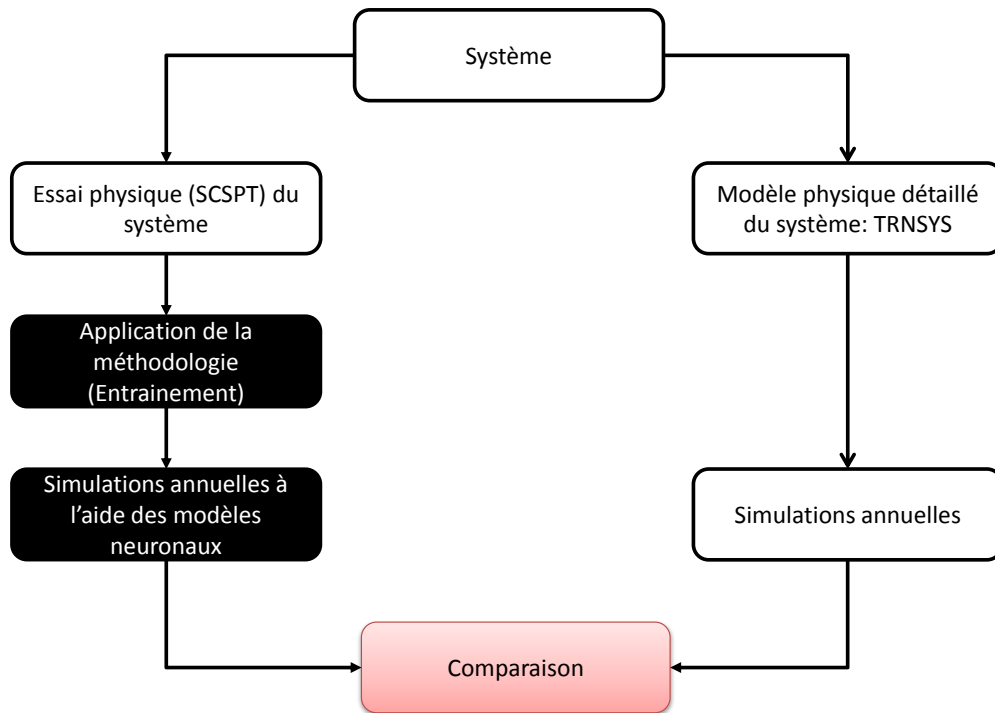 Système
Essai physique (SCSPT) du
système
Modèle physique détaillé
du système: TRNSYS
Application de la
méthodologie
(Entrainement)
Simulations annuelles à
l'aide des modèles
neuronaux
Simulations annuelles
Comparaison